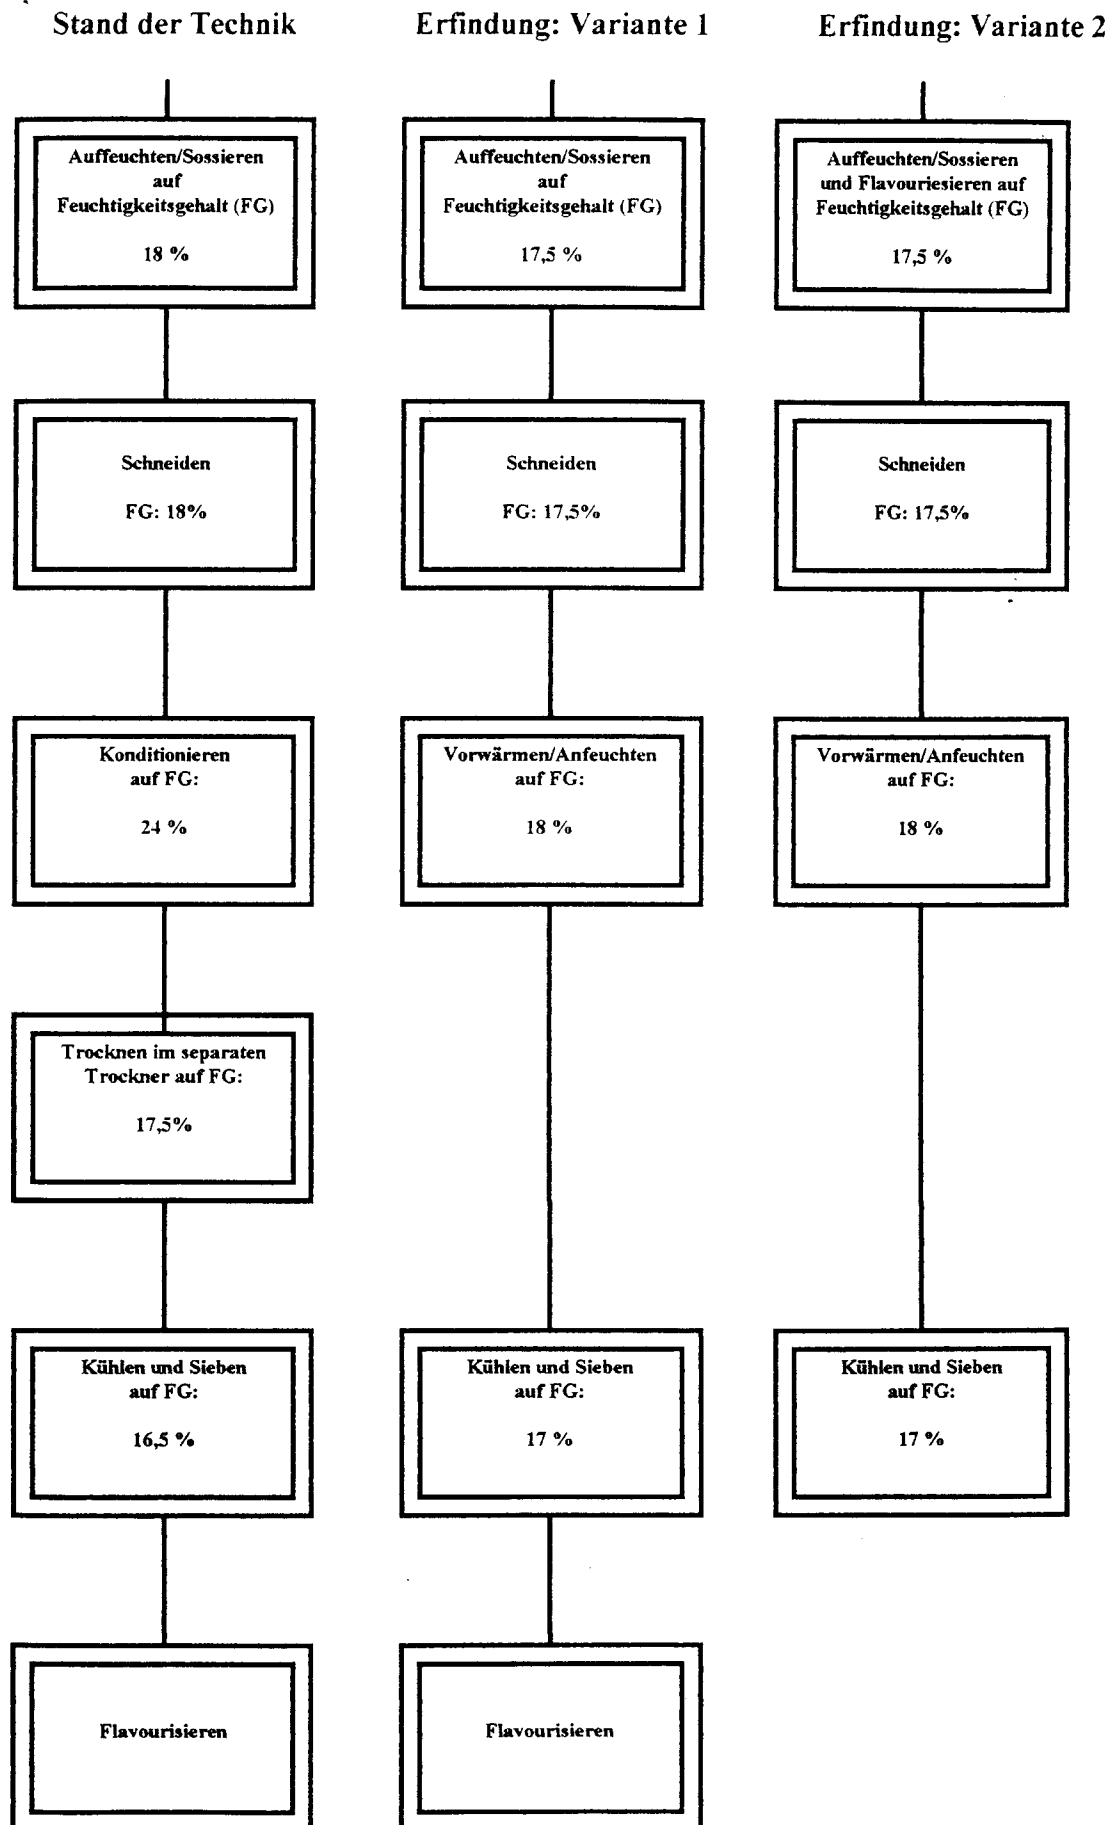 Stand der Technik
Auffeuchten/Sossieren
auf
Feuchtigkeitsgehalt (FG)
18 %
Schneiden
FG: 18%
Konditionieren
auf FG:
24 %
Trocknen im separaten
Trockner auf FG:
17,5%
Kühlen und Sieben
auf FG:
16,5 %
Flavourisieren
Erfindung: Variante 1
Auffeuchten/Sossieren
auf
Feuchtigkeitsgehalt (FG)
17,5 %
Schneiden
FG: 17,5%
Vorwärmen/Anfeuchten
auf FG:
18 %
Kühlen und Sieben
auf FG:
17 %
Flavourisieren
Erfindung: Variante 2
Auffeuchten/Sossieren
und Flavouriesieren auf
Feuchtigkeitsgehalt (FG)
17,5 %
Schneiden
FG: 17,5%
Vorwärmen/Anfeuchten
auf FG:
18 %
Kühlen und Sieben
auf FG:
17 %